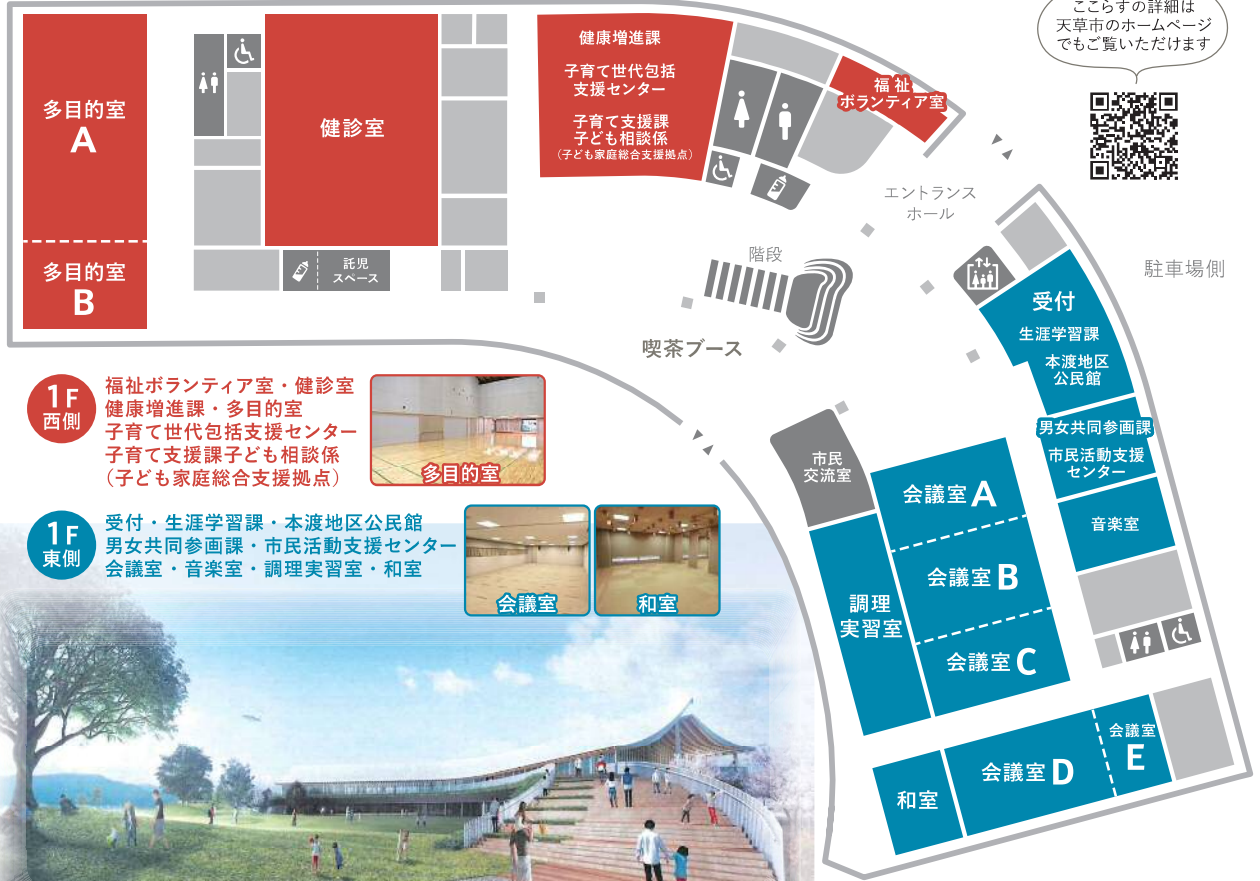 ここらすの詳細は
天草市のホームページ
でもご覧いただけます
多目的室
A
多目的室
B
健診室
託児
スペース
健康増進課
子育て世代包括
支援センター
子育て支援課
子ども相談係
(子ども家庭総合支援拠点)
福祉
ボランティア室
エントランス
ホール
階段
喫茶ブース
駐車場側
受付
生涯学習課
本渡地区
公民館
男女共同参画課
市民活動支援
センター
音楽室
市民
交流室
会議室A
会議室B
会議室C
調理
実習室
和室
会議室D
会議室
E
1F
西側
福祉ボランティア室・健診室
健康増進課・多目的室
子育て世代包括支援センター
子育て支援課子ども相談係
(子ども家庭総合支援拠点)
多目的室
1F
東側
受付・生涯学習課・本渡地区公民館
男女共同参画課・市民活動支援センター
会議室・音楽室・調理実習室・和室
会議室
和室